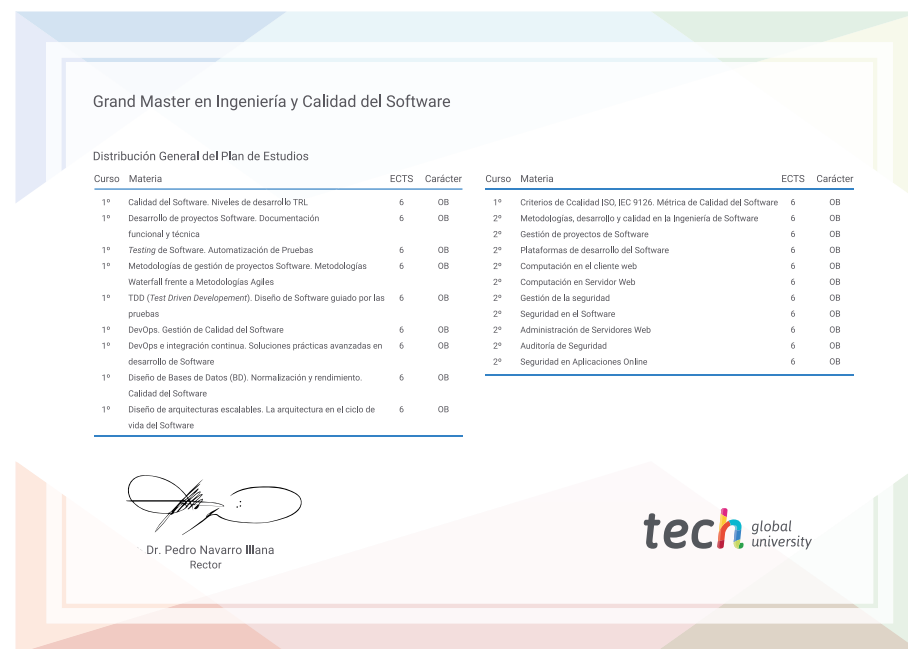 Grand Master en Ingeniería y Calidad del Software
Distribución General del Plan de Estudios
Curso Materia ECTS Carácter
1º Calidad del Software. Niveles de desarrollo TRL 6 OB
1º Desarrollo de proyectos Software. Documentación 6 OB
funcional y técnica
1º Testing de Software. Automatización de Pruebas 6 OB
1º Metodologías de gestión de proyectos Software. Metodologías 6 OB
Waterfall frente a Metodologías Agiles
1º TDD (Test Driven Developement). Diseño de Software guiado por las 6 OB
pruebas
1º DevOps. Gestión de Calidad del Software 6 OB
1º DevOps e integración continua. Soluciones prácticas avanzadas en 6 OB
desarrollo de Software
1º Diseño de Bases de Datos (BD). Normalización y rendimiento. 6 OB
Calidad del Software
1º Diseño de arquitecturas escalables. La arquitectura en el ciclo de 6 OB
vida del Software
Curso Materia ECTS Carácter
1º Criterios de Ccalidad ISO, IEC 9126. Métrica de Calidad del Software 6 OB
2º Metodologías, desarrollo y calidad en la Ingeniería de Software 6 OB
2º Gestión de proyectos de Software 6 OB
2º Plataformas de desarrollo del Software 6 OB
2º Computación en el cliente web 6 OB
2º Computación en Servidor Web 6 OB
2º Gestión de la seguridad 6 OB
2º Seguridad en el Software 6 OB
2º Administración de Servidores Web 6 OB
2º Auditoría de Seguridad 6 OB
2º Seguridad en Aplicaciones Online 6 OB
Dr. Pedro Navarro Illana
Rector
tech global
university